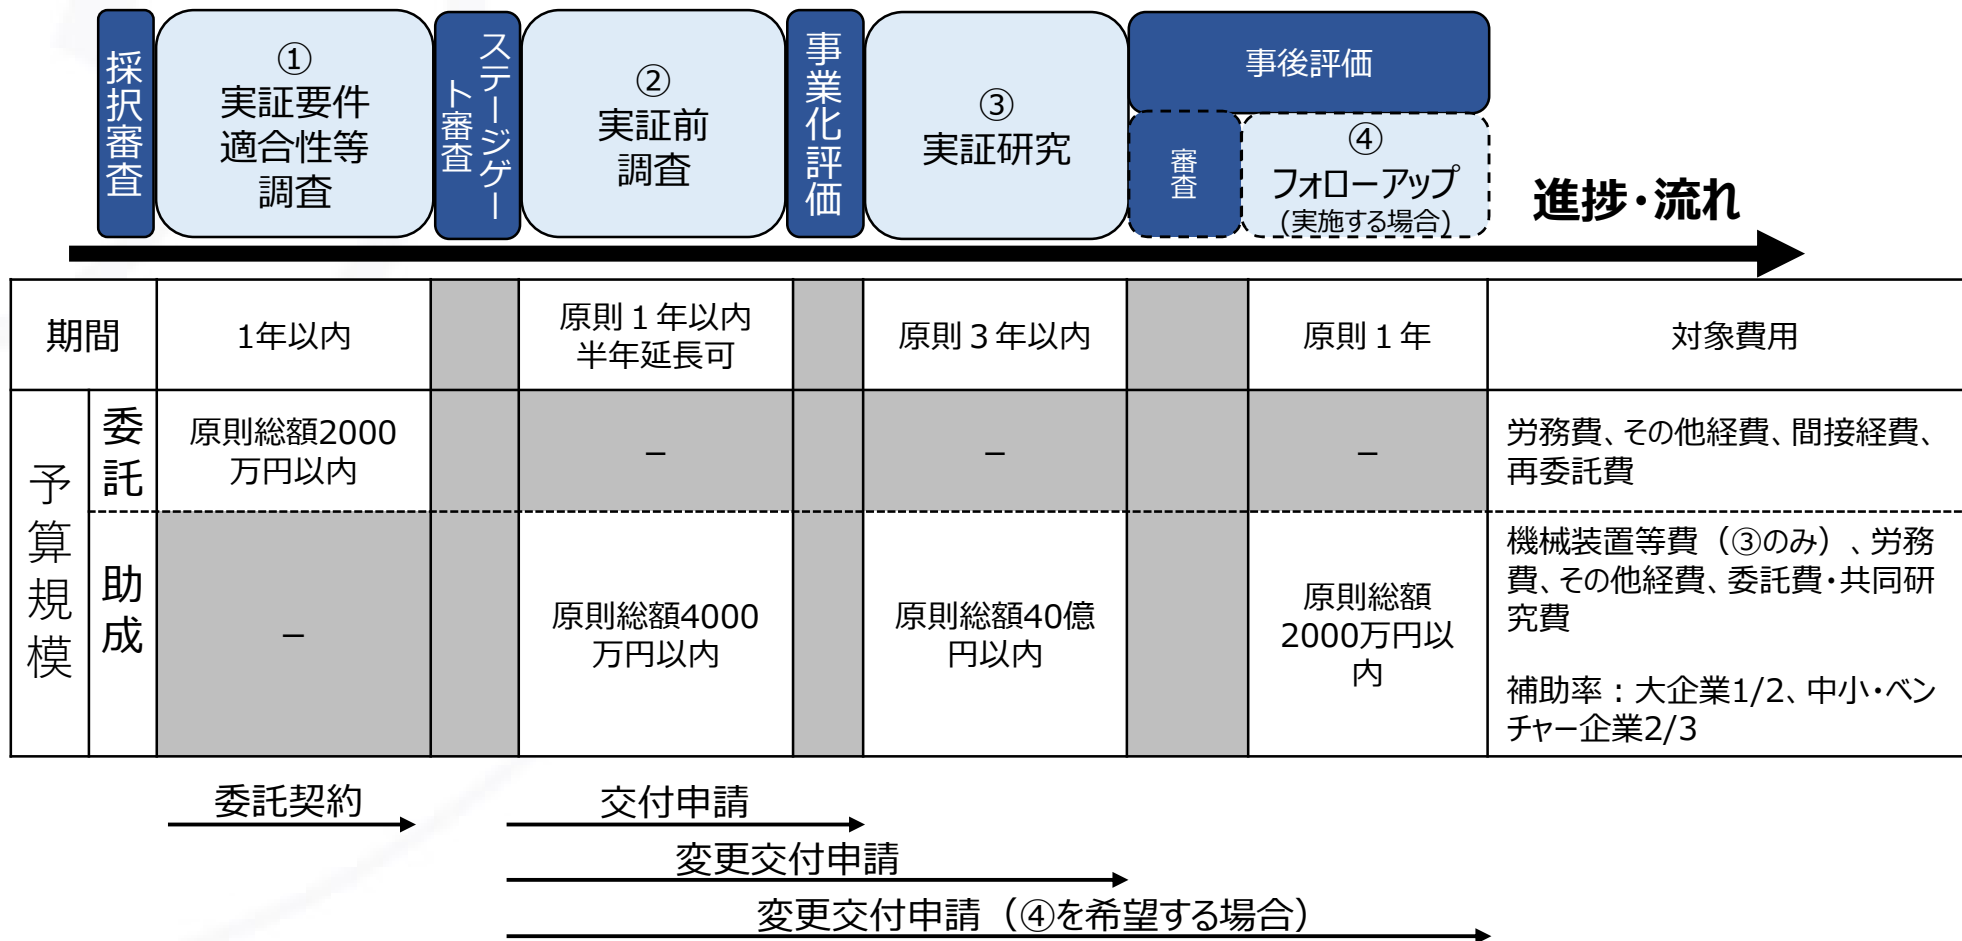 採択審査
①
実証要件
適合性等
調査
ステージゲー
ト審査
②
実証前
調査
事業化評価
③
実証研究
事後評価
審査
④
フォローアップ
(実施する場合)
進捗・流れ
期間
1年以内
原則１年以内
半年延長可
原則３年以内
原則１年
対象費用
予算規模
委託
原則総額2000
万円以内
–
–
–
労務費、その他経費、間接経費、
再委託費
助成
–
原則総額4000
万円以内
原則総額40億
円以内
原則総額
2000万円以
内
機械装置等費（③のみ）、労務
費、その他経費、委託費・共同研
究費
補助率：大企業1/2、中小・ベン
チャー企業2/3
委託契約
交付申請
変更交付申請
変更交付申請（④を希望する場合）